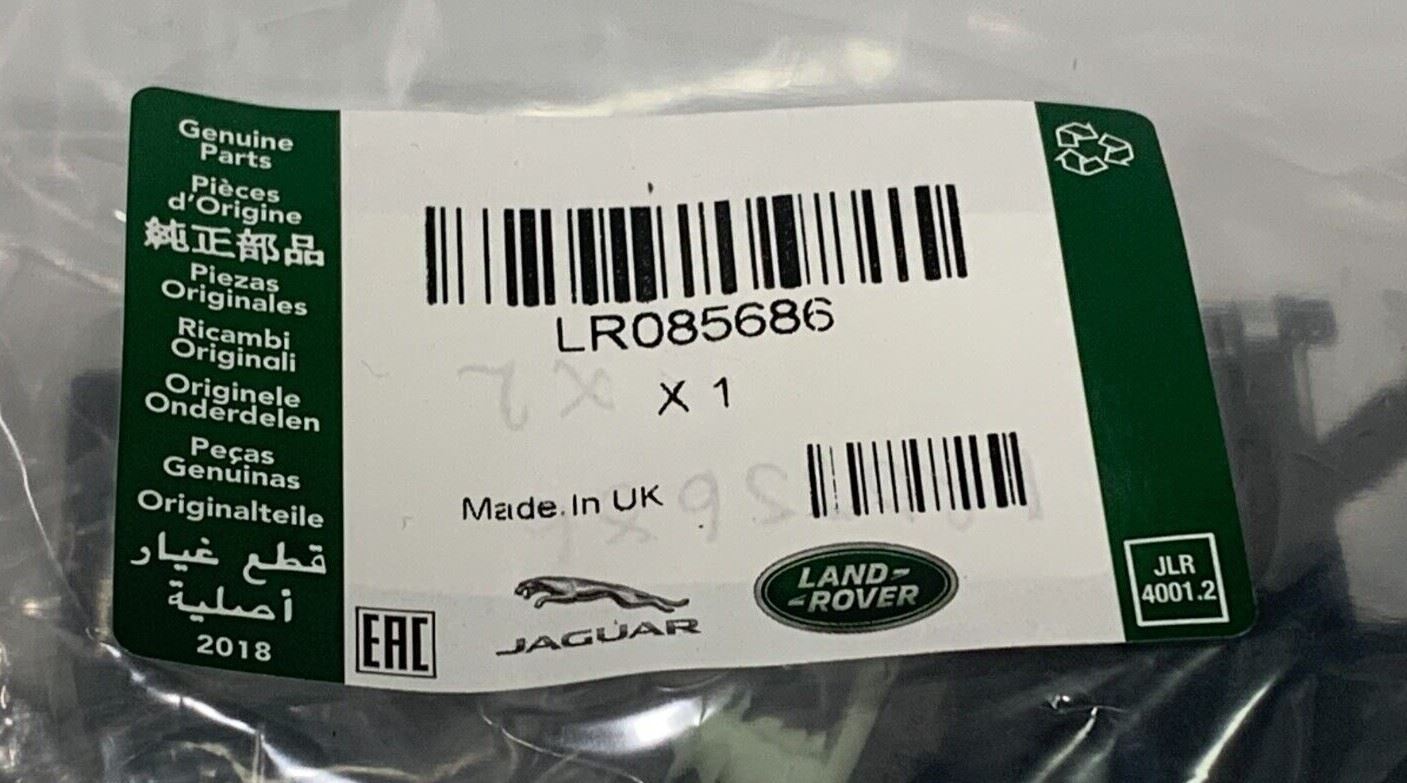 Genuine
Parts
Pièces
d'Origine
純正部品
Piezas
Originales
Ricambi
Originali
Originele
Onderdelen
Peças
Genuinas
Originalteile
قطع غيار
أصلية
2018
LR085686
X 1
Made.In UK
EAC
JAGUAR
LAND-
-ROVER
JLR
4001.2